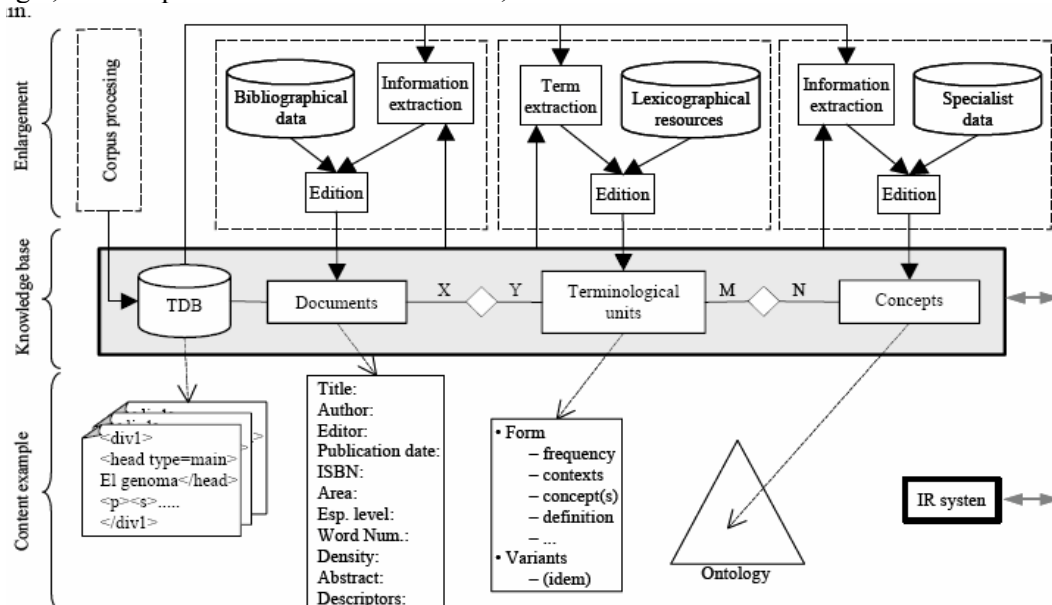 Enlargement
Corpus procesing
Bibliographical
data
Information
extraction
Edition
Term
extraction
Lexicographical
resources
Edition
Information
extraction
Specialist
data
Edition
Knowledge base
TDB
Documents
X
Y
Terminological
units
M
N
Concepts
Content example
<div1>
<head type=main>
El genoma</head>
<p><s>.....
</div1>
Title:
Author:
Editor:
Publication date:
ISBN:
Area:
Esp. level:
Word Num.:
Density:
Abstract:
Descriptors:
• Form
– frequency
– contexts
– concept(s)
– definition
– ...
• Variants
– (idem)
Ontology
IR systen